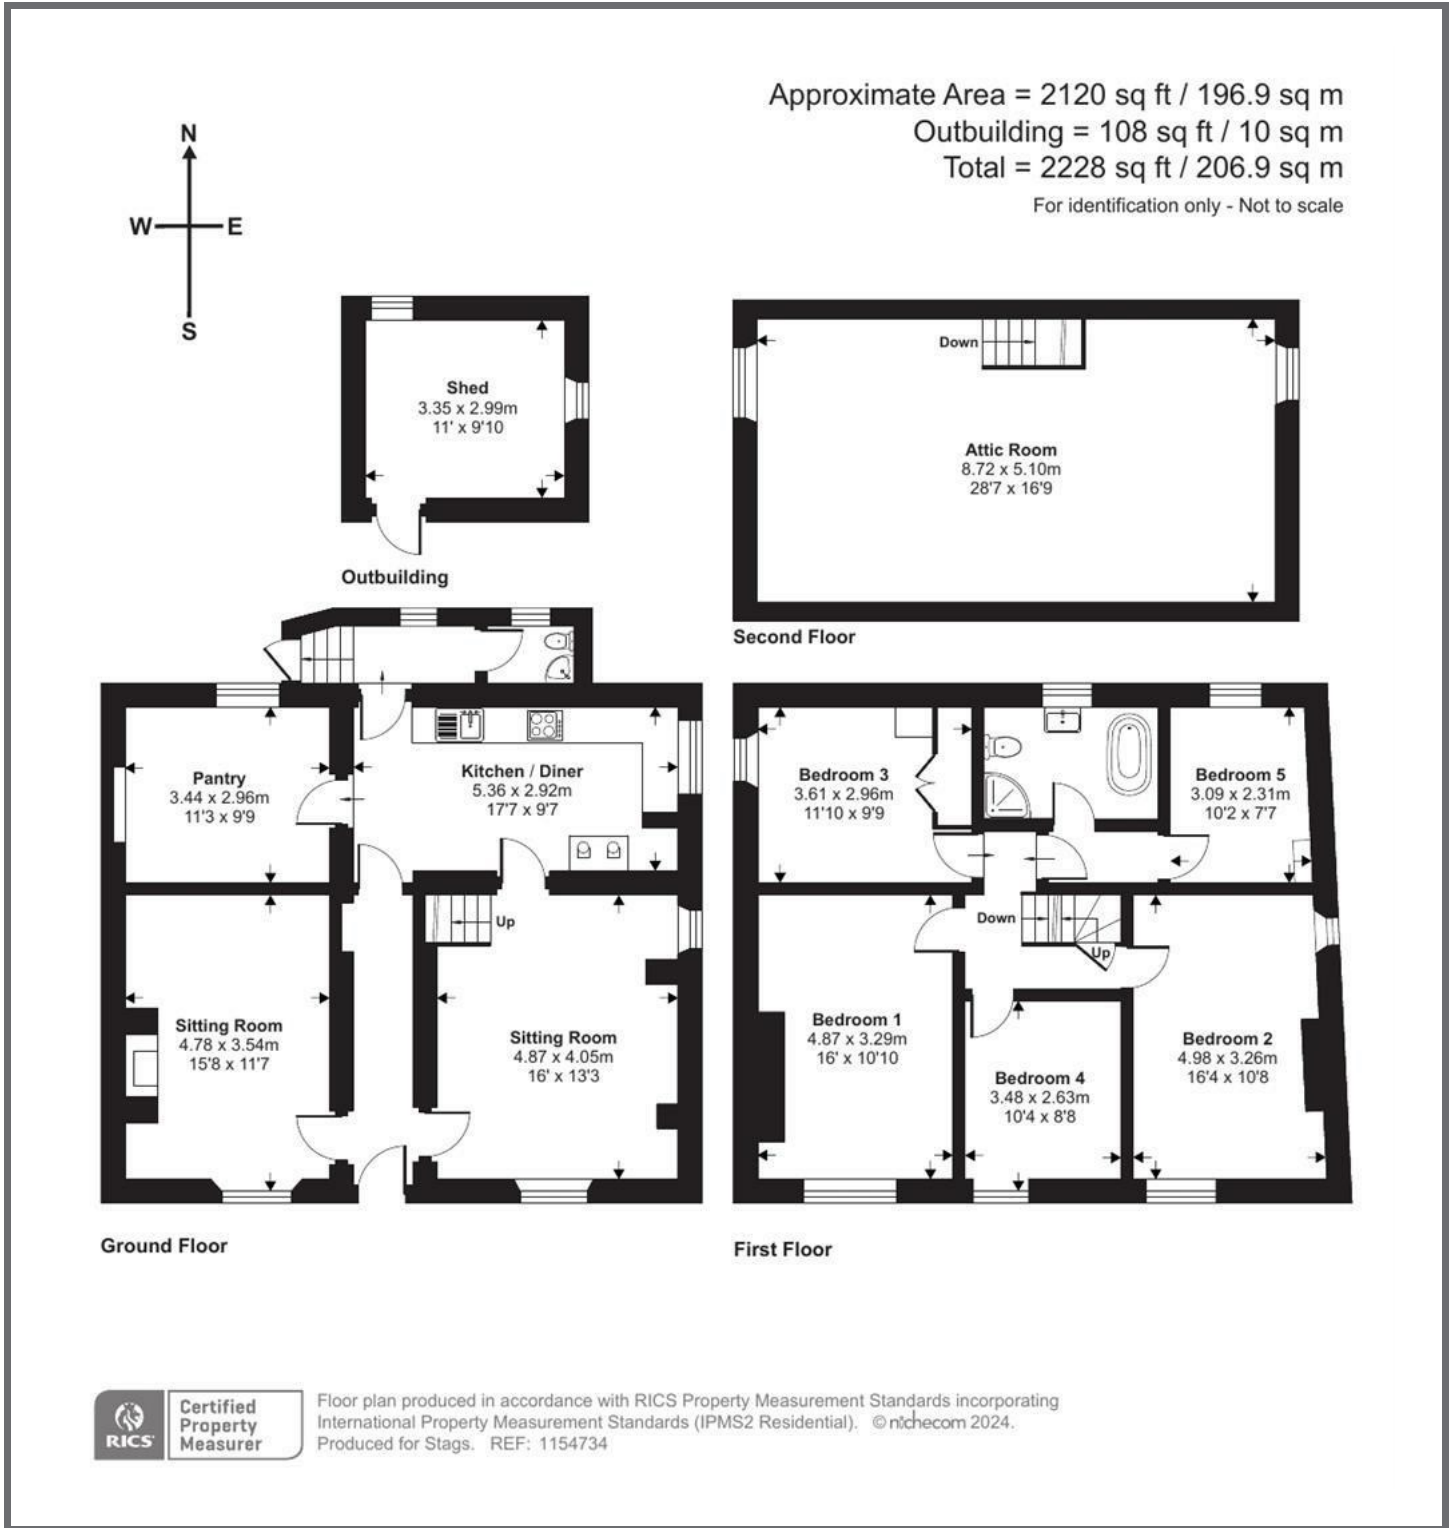 Approximate Area = 2120 sq ft / 196.9 sq m
Outbuilding = 108 sq ft / 10 sq m
Total = 2228 sq ft / 206.9 sq m
For identification only - Not to scale
N
W
E
S
Shed
3.35 x 2.99m
11' x 9'10
Outbuilding
Down
Attic Room
8.72 x 5.10m
28'7 x 16'9
Second Floor
Pantry
3.44 x 2.96m
11'3 x 9'9
Kitchen / Diner
5.36 x 2.92m
17'7 x 9'7
Up
Sitting Room
4.78 x 3.54m
15'8 x 11'7
Sitting Room
4.87 x 4.05m
16' x 13'3
Ground Floor
Bedroom 3
3.61 x 2.96m
11'10 x 9'9
Bedroom 5
3.09 x 2.31m
10'2 x 7'7
Down
Up
Bedroom 1
4.87 x 3.29m
16' x 10'10
Bedroom 4
3.48 x 2.63m
10'4 x 8'8
Bedroom 2
4.98 x 3.26m
16'4 x 10'8
First Floor
RICS
Certified
Property
Measurer
Floor plan produced in accordance with RICS Property Measurement Standards incorporating
International Property Measurement Standards (IPMS2 Residential). © nichecom 2024.
Produced for Stags. REF: 1154734